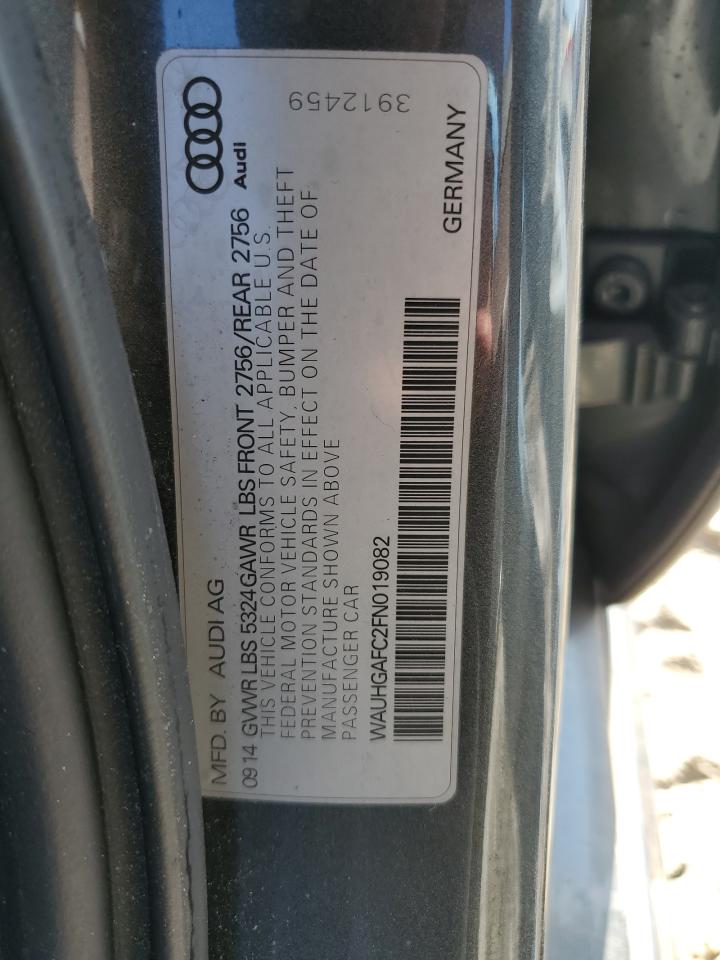 MFD. BY AUDI AG
Audi
0914 GVWR LBS 5324 GAWR LBS FRONT 2756/REAR 2756
THIS VEHICLE CONFORMS TO ALL APPLICABLE U.S.
FEDERAL MOTOR VEHICLE SAFETY, BUMPER AND THEFT
PREVENTION STANDARDS IN EFFECT ON THE DATE OF
MANUFACTURE SHOWN ABOVE
PASSENGER CAR
WAUHGAFC2FN019082
GERMANY
3912459